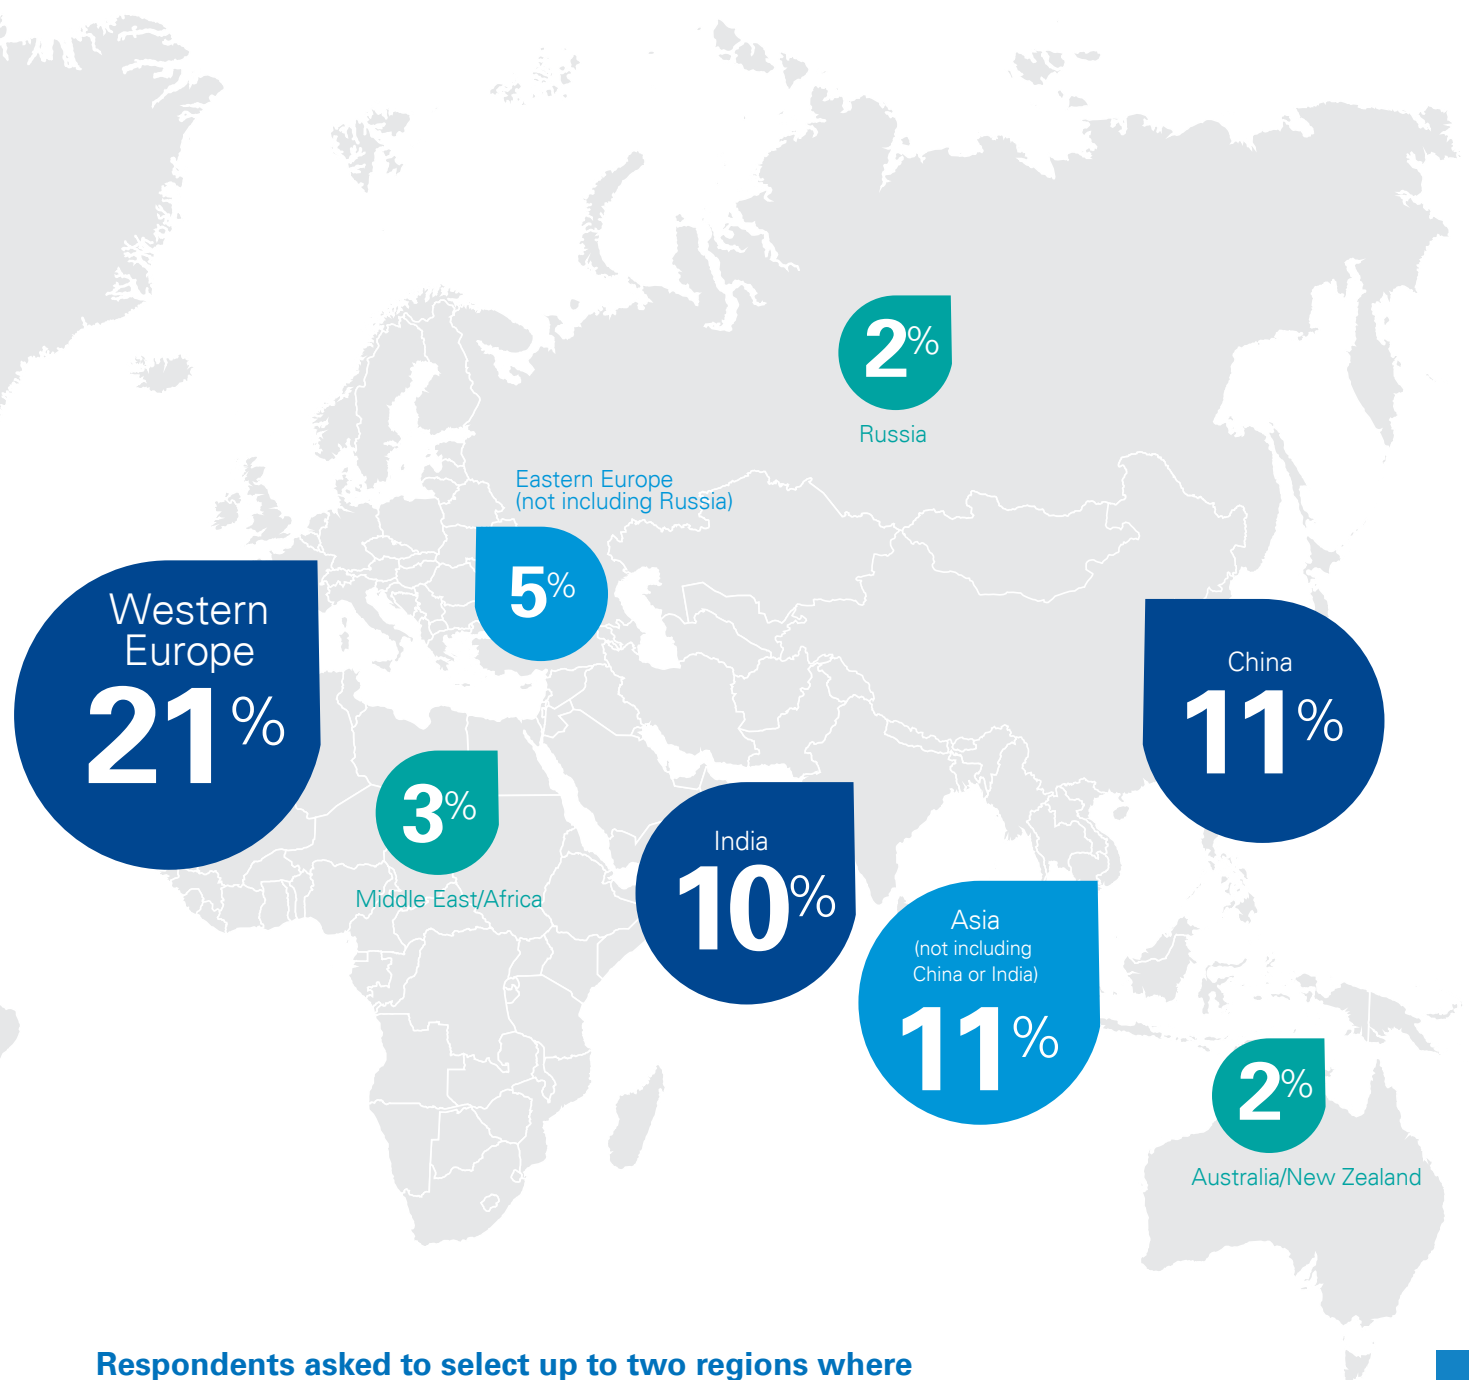 2%
Russia
Eastern Europe
(not including Russia)
5%
Western
Europe
21%
China
11%
3%
Middle East/Africa
India
10%
Asia
(not including
China or India)
11%
2%
Australia/New Zealand
Respondents asked to select up to two regions where